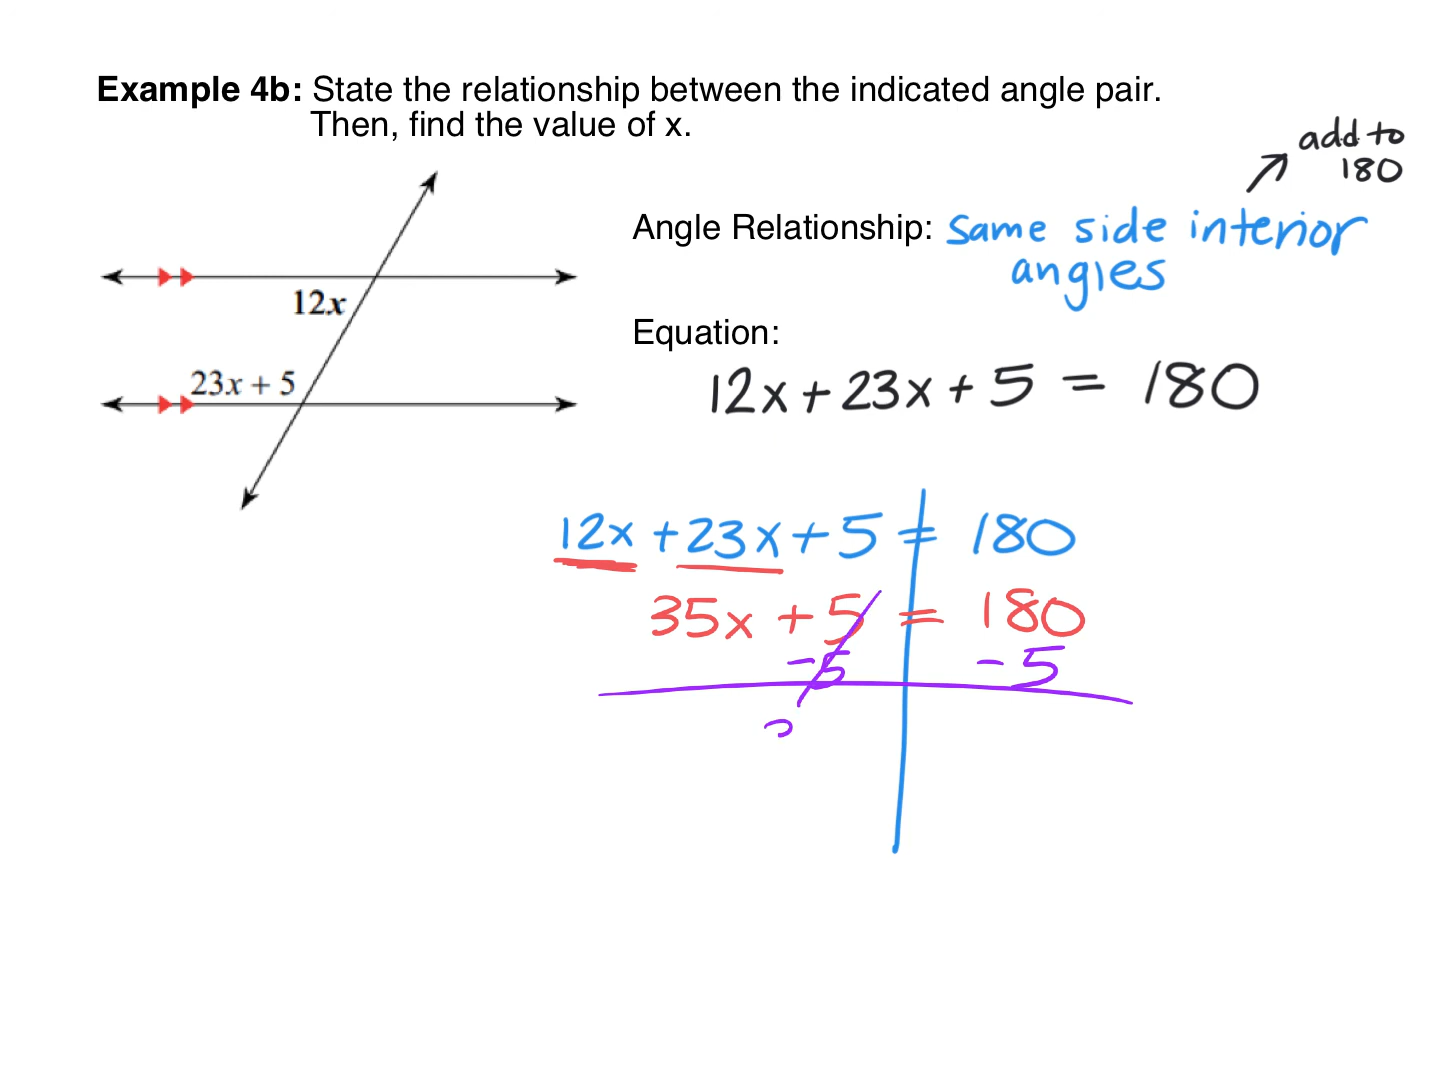 Example 4b: State the relationship between the indicated angle pair.
Then, find the value of x.
add to
180
Angle Relationship: Same side interior
angles
12x
Equation:
23x + 5
12x + 23x + 5 = 180
12x + 23x + 5 = 180
35x + 5 = 180
-5 -5